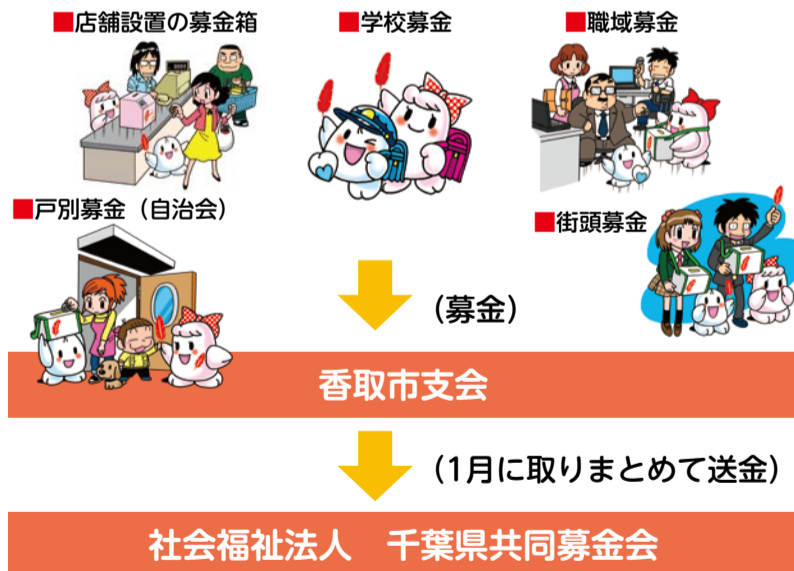 ■店舗設置の募金箱
■学校募金
■職域募金
■戸別募金（自治会）
■街頭募金
（募金）
香取市支会
（1月に取りまとめて送金）
社会福祉法人　千葉県共同募金会